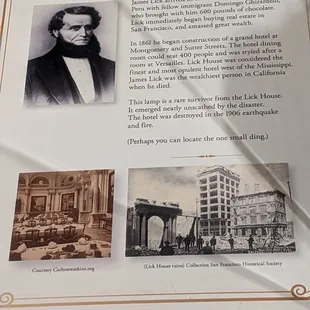 James Lick
Peru with fellow immigrant Domingo Ghirardelli,
who brought with him 600 pounds of chocolate.
Lick immediately began buying real estate in
San Francisco, and amassed great wealth.
In 1861 he began construction of a grand hotel at
Montgomery and Sutter Streets. The hotel dining
room could seat 400 people and was styled after a
room at Versailles. Lick House was considered the
finest and most opulent hotel west of the Mississippi.
James Lick was the wealthiest person in California
when he died.
This lamp is a rare survivor from the Lick House.
It emerged nearly unscathed by the disaster.
The hotel was destroyed in the 1906 earthquake
and fire.
(Perhaps you can locate the one small ding.)
Courtesy Carletonwatkins.org
(Lick House ruins) Collection San Francisco Historical Society